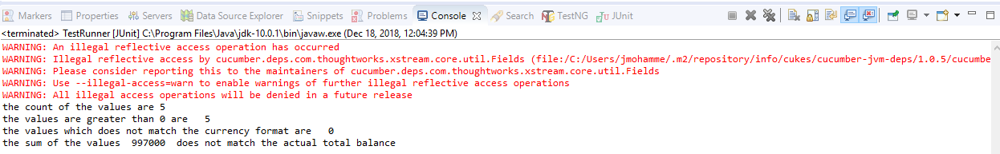 Markers Properties Servers Data Source Explorer Snippets Problems Console Search TestNG JUnit
<terminated> TestRunner [JUnit] C:\Program Files\Java\jdk-10.0.1\bin\javaw.exe (Dec 18, 2018, 12:04:39 PM)
WARNING: An illegal reflective access operation has occurred
WARNING: Illegal reflective access by cucumber.deps.com.thoughtworks.xstream.core.util.Fields (file:/C:/Users/jmohamme/.m2/repository/info/cukes/cucumber-jvm-deps/1.0.5/cucumbe
WARNING: Please consider reporting this to the maintainers of cucumber.deps.com.thoughtworks.xstream.core.util.Fields
WARNING: Use --illegal-access=warn to enable warnings of further illegal reflective access operations
WARNING: All illegal access operations will be denied in a future release
the count of the values are 5
the values are greater than 0 are   5
the values which does not match the currency format are   0
the sum of the values  997000  does not match the actual total balance